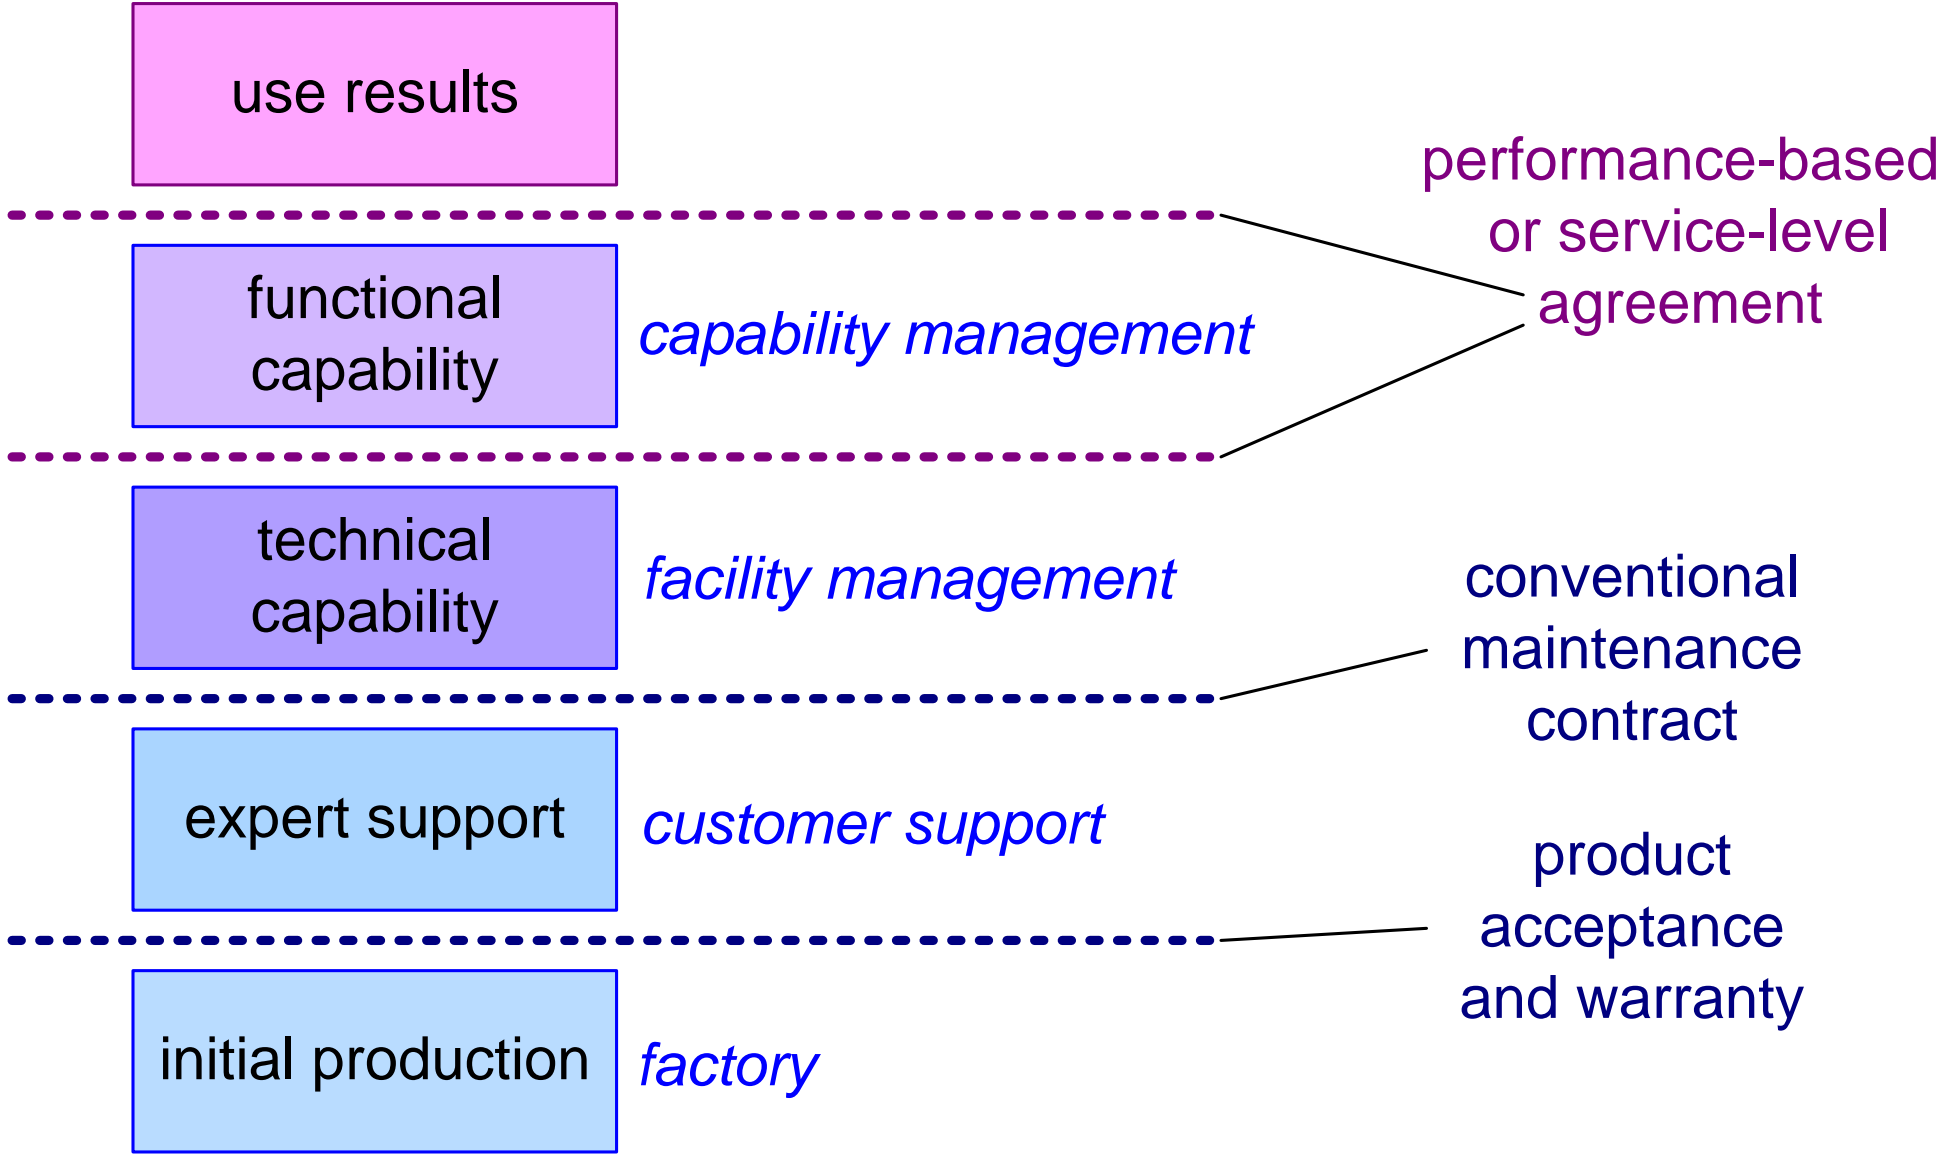 use results
performance-based
or service-level
agreement
functional
capability
capability management
technical
capability
facility management
conventional
maintenance
contract
expert support
customer support
product
acceptance
and warranty
initial production
factory